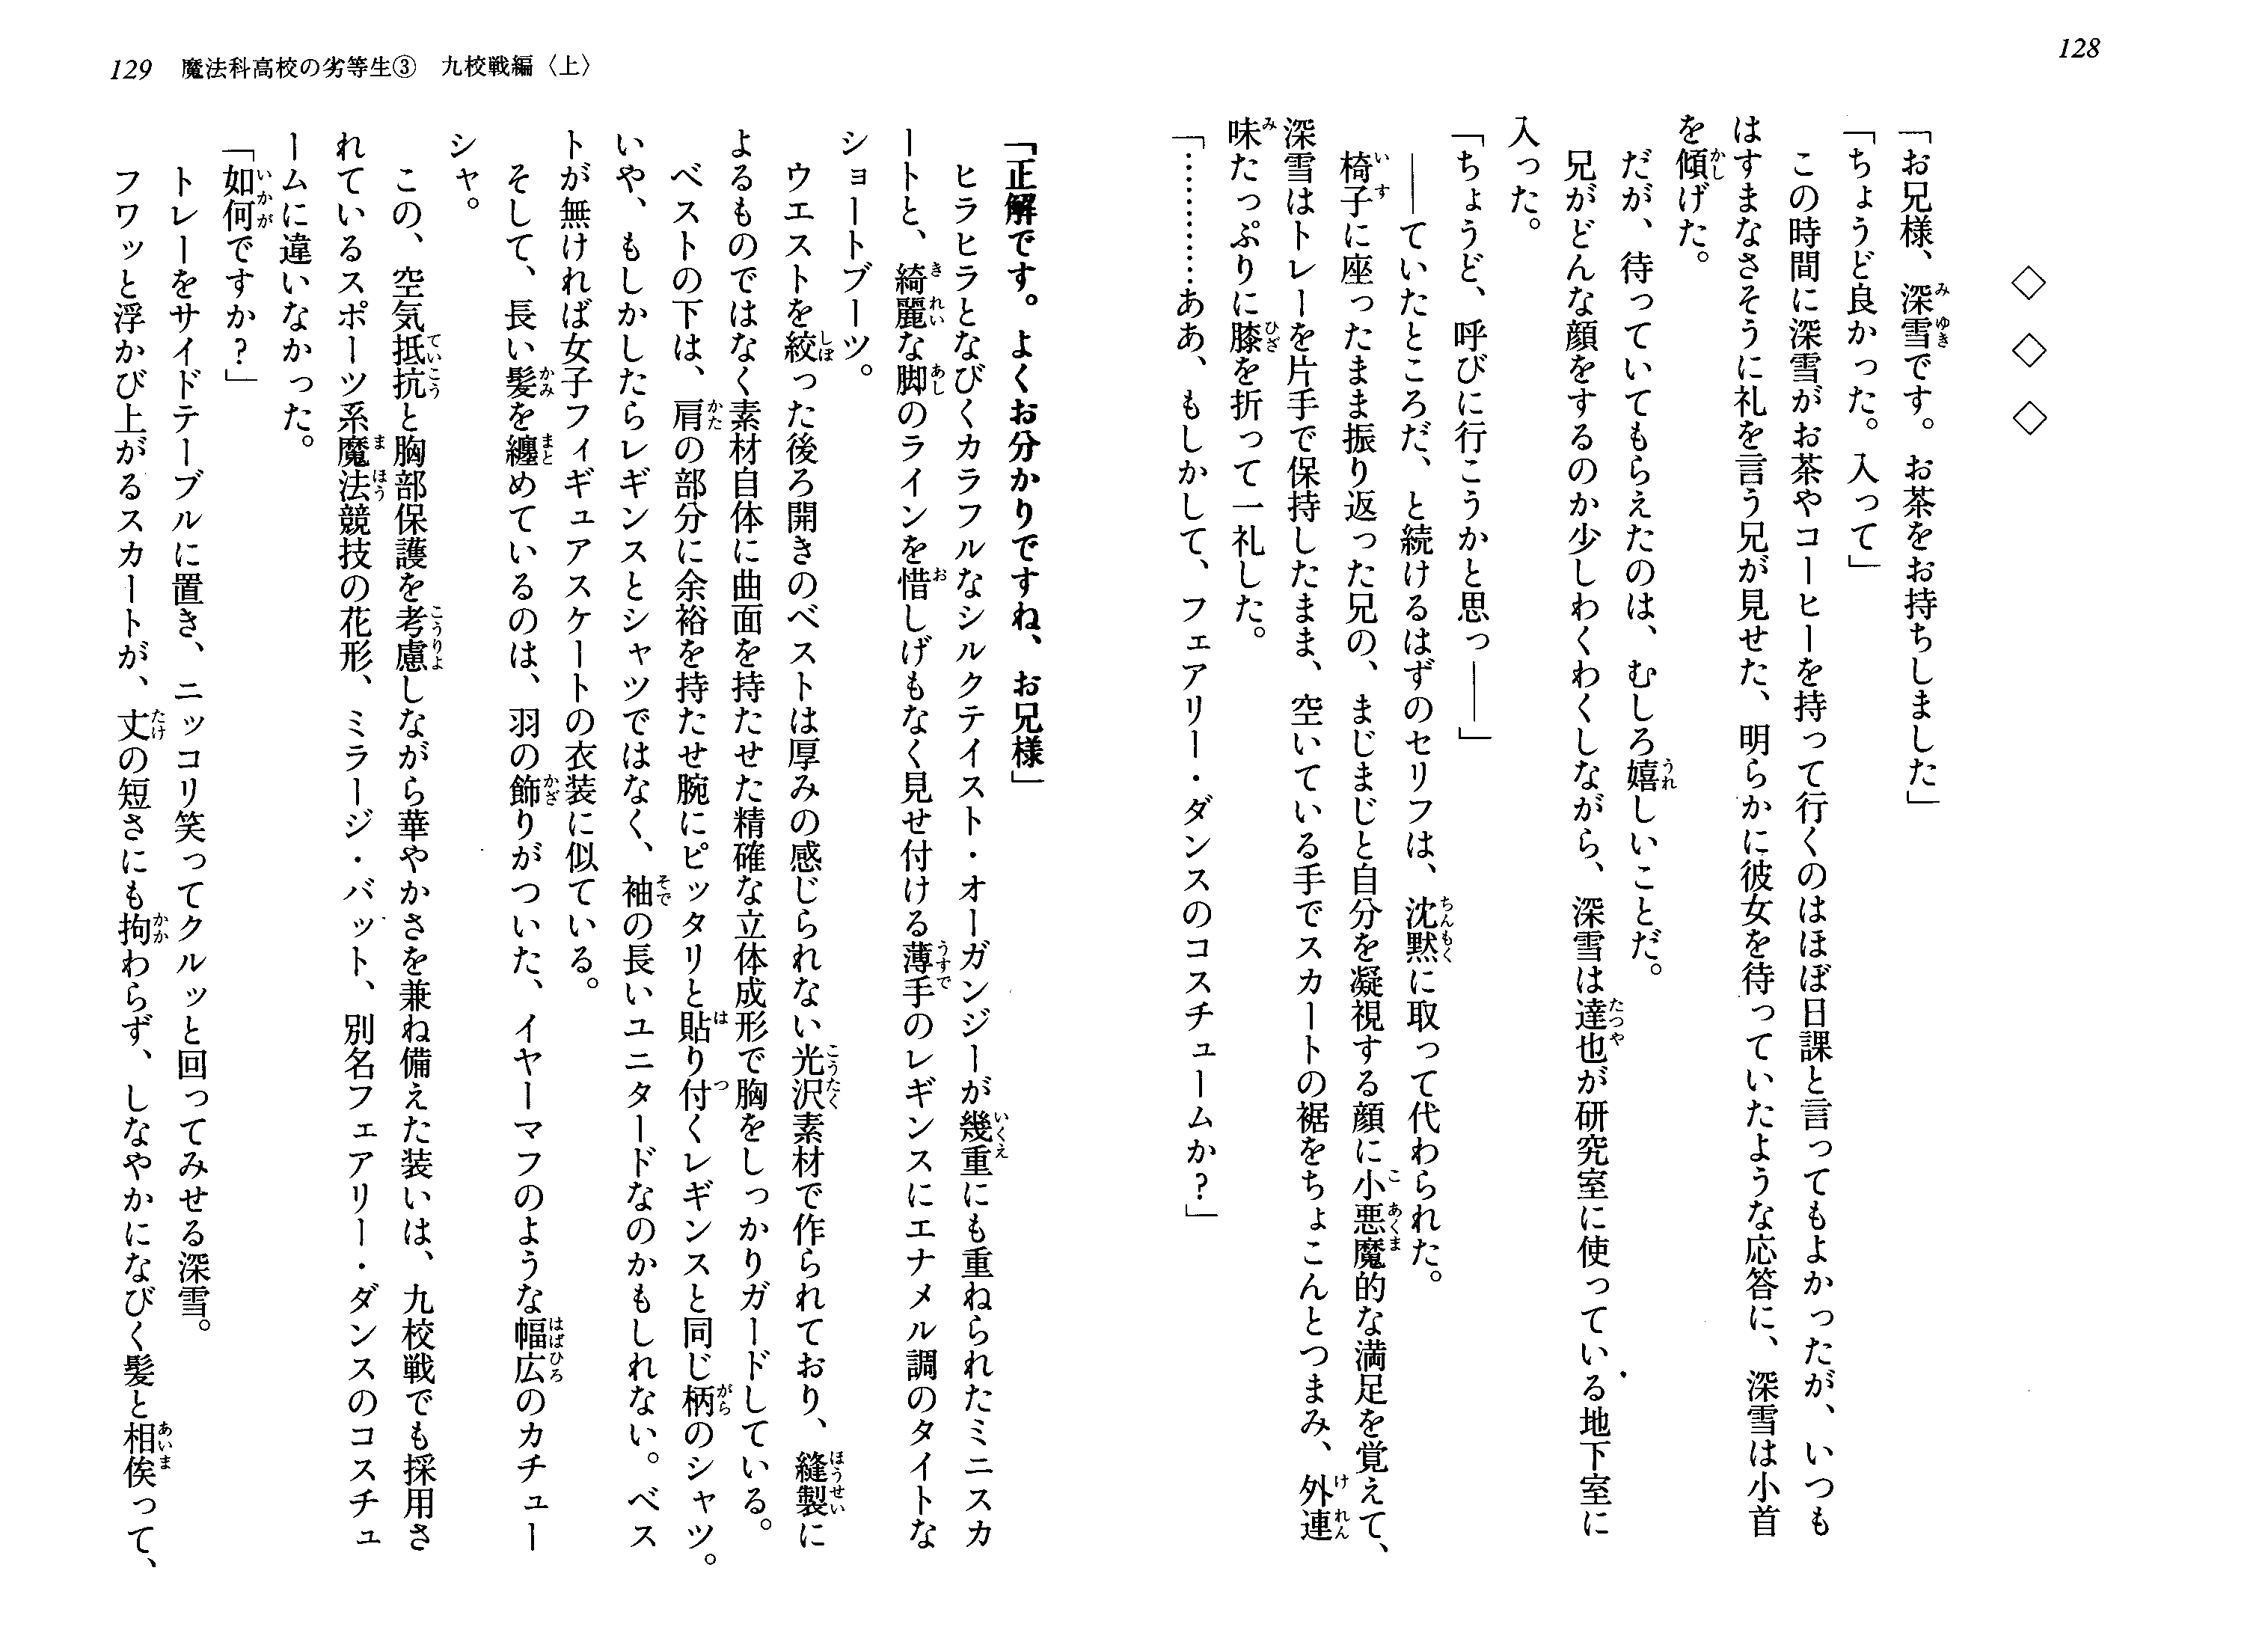 128
◇ ◇ ◇
「お兄様、深雪です。お茶をお持ちしました」
「ちょうど良かった。入って」
この時間に深雪がお茶やコーヒーを持って行くのはほぼ日課と言ってもよかったが、いつも
はすまなさそうに礼を言う兄が見せた、明らかに彼女を待っていたような応答に、深雪は小首
を傾げた。
だが、待っていてもらえたのは、むしろ嬉しいことだ。
兄がどんな顔をするのか少しわくわくしながら、深雪は達也が研究室に使っている地下室に
入った。
「ちょうど、呼びに行こうかと思っ――」
――ていたところだ、と続けるはずのセリフは、沈黙に取って代わられた。
椅子に座ったまま振り返った兄の、まじまじと自分を凝視する顔に小悪魔的な満足を覚えて、
深雪はトレーを片手で保持したまま、空いている手でスカートの裾をちょこんとつまみ、外連
味たっぷりに膝を折って一礼した。
「…………ああ、もしかして、フェアリー・ダンスのコスチュームか？」
129 魔法科高校の劣等生③ 九校戦編〈上〉
「正解です。よくお分かりですね、お兄様」
ヒラヒラとなびくカラフルなシルクテイスト・オーガンジーが幾重にも重ねられたミニスカ
ートと、綺麗な脚のラインを惜しげもなく見せ付ける薄手のレギンスにエナメル調のタイトな
ショートブーツ。
ウエストを絞った後ろ開きのベストは厚みの感じられない光沢素材で作られており、縫製に
よるものではなく素材自体に曲面を持たせた精確な立体成形で胸をしっかりガードしている。
ベストの下は、肩の部分に余裕を持たせ腕にピッタリと貼り付くレギンスと同じ柄のシャツ。
いや、もしかしたらレギンスとシャツではなく、袖の長いユニタードなのかもしれない。ベス
トが無ければ女子フィギュアスケートの衣装に似ている。
そして、長い髪を纏めているのは、羽の飾りがついた、イヤーマフのような幅広のカチュー
シャ。
この、空気抵抗と胸部保護を考慮しながら華やかさを兼ね備えた装いは、九校戦でも採用さ
れているスポーツ系魔法競技の花形、ミラージ・バット、別名フェアリー・ダンスのコスチュ
ームに違いなかった。
「如何ですか？」
トレーをサイドテーブルに置き、ニッコリ笑ってクルッと回ってみせる深雪。
フワッと浮かび上がるスカートが、丈の短さにも拘わらず、しなやかになびく髪と相俟って、